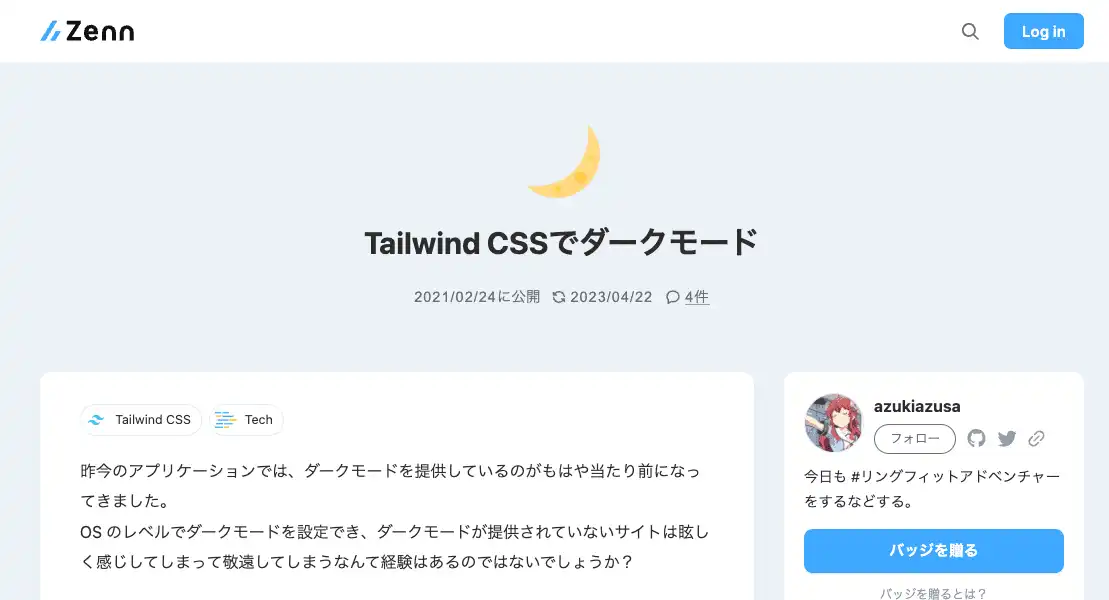 Zenn
Log in
Tailwind CSSでダークモード
2021/02/24に公開 2023/04/22 4件
Tailwind CSS Tech
昨今のアプリケーションでは、ダークモードを提供しているのがもはや当たり前になっ
てきました。
OS のレベルでダークモードを設定でき、ダークモードが提供されていないサイトは眩し
く感じてしまって敬遠してしまうなんて経験はあるのではないでしょうか？
azukiazusa
フォロー
今日も #リングフィットアドベンチャー
をするなどする。
バッジを贈る
バッジを贈るとは？